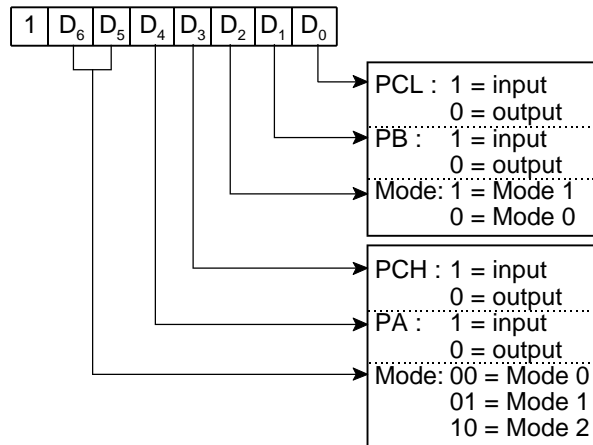 1 D₆ D₅ D₄ D₃ D₂ D₁ D₀
PCL : 1 = input
0 = output
PB : 1 = input
0 = output
Mode: 1 = Mode 1
0 = Mode 0
PCH : 1 = input
0 = output
PA : 1 = input
0 = output
Mode: 00 = Mode 0
01 = Mode 1
10 = Mode 2